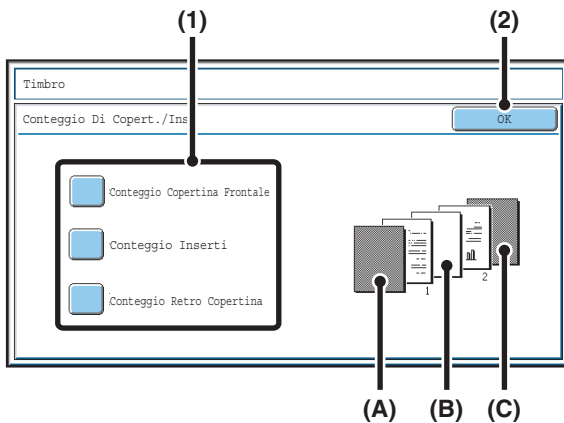 (1) (2)
Timbro
Conteggio Di Copert./Ins
OK
Conteggio Copertina Frontale
Conteggio Inserti
Conteggio Retro Copertina
1
2
(A) (B) (C)